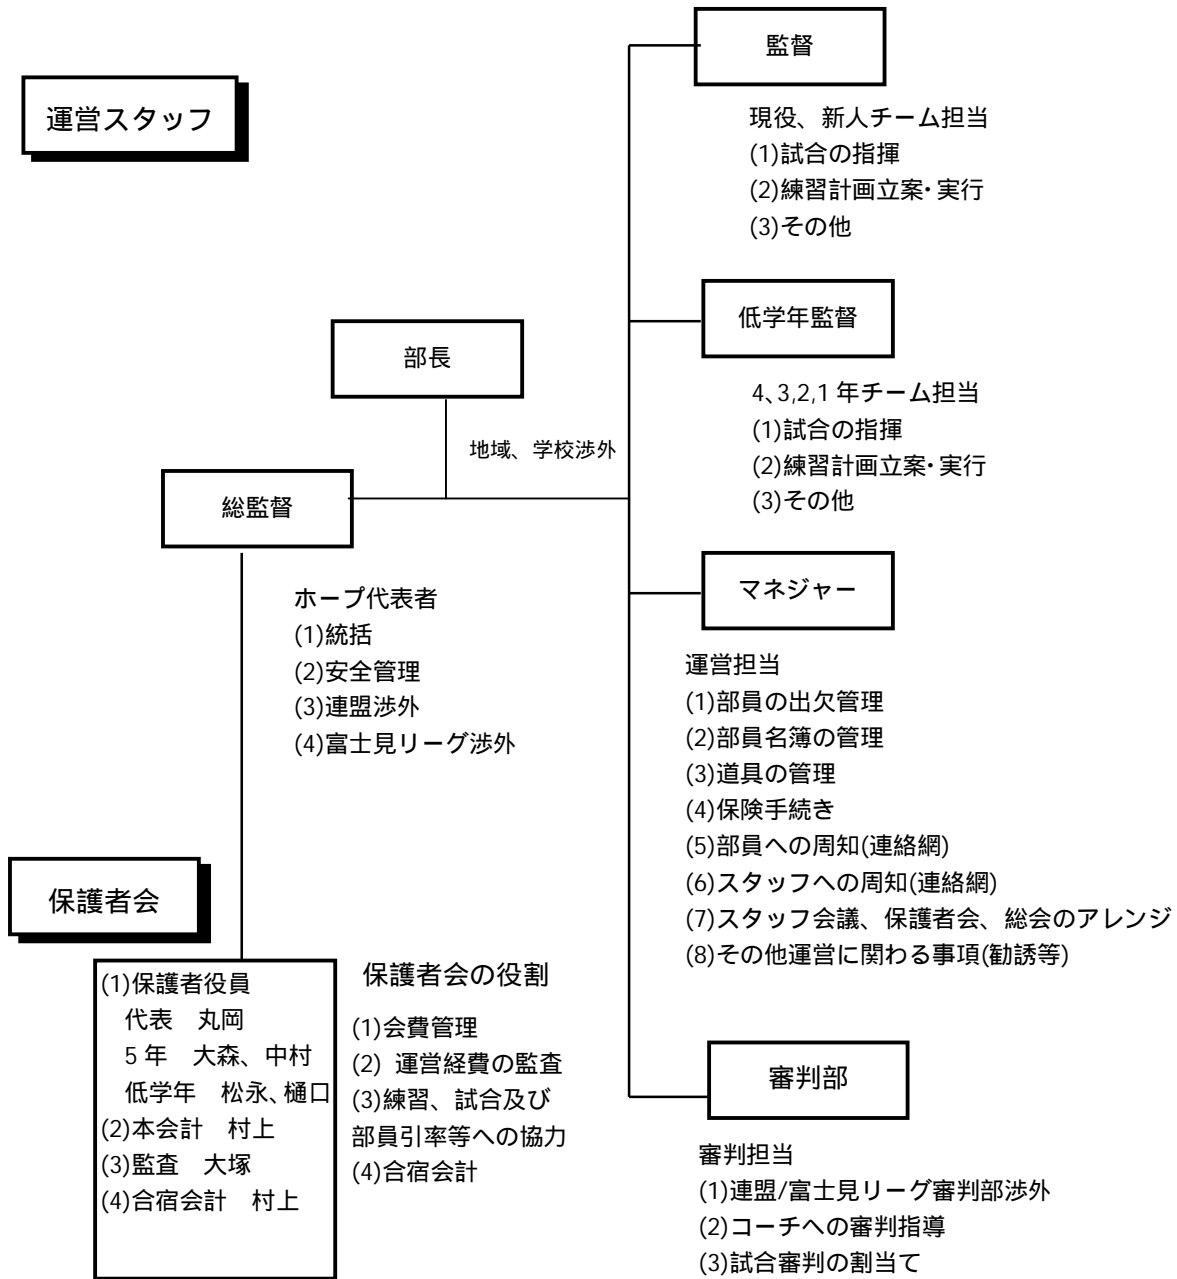 運営スタッフ
監督
現役、新人チーム担当
(1)試合の指揮
(2)練習計画立案・実行
(3)その他
低学年監督
4、3,2,1 年チーム担当
(1)試合の指揮
(2)練習計画立案・実行
(3)その他
部長
地域、学校渉外
総監督
ホープ代表者
(1)統括
(2)安全管理
(3)連盟渉外
(4)富士見リーグ渉外
マネジャー
運営担当
(1)部員の出欠管理
(2)部員名簿の管理
(3)道具の管理
(4)保険手続き
(5)部員への周知(連絡網)
(6)スタッフへの周知(連絡網)
(7)スタッフ会議、保護者会、総会のアレンジ
(8)その他運営に関わる事項(勧誘等)
保護者会
(1)保護者役員
代表 丸岡
5 年 大森、中村
低学年 松永、樋口
(2)本会計 村上
(3)監査 大塚
(4)合宿会計 村上
保護者会の役割
(1)会費管理
(2) 運営経費の監査
(3)練習、試合及び
部員引率等への協力
(4)合宿会計
審判部
審判担当
(1)連盟/富士見リーグ審判部渉外
(2)コーチへの審判指導
(3)試合審判の割当て